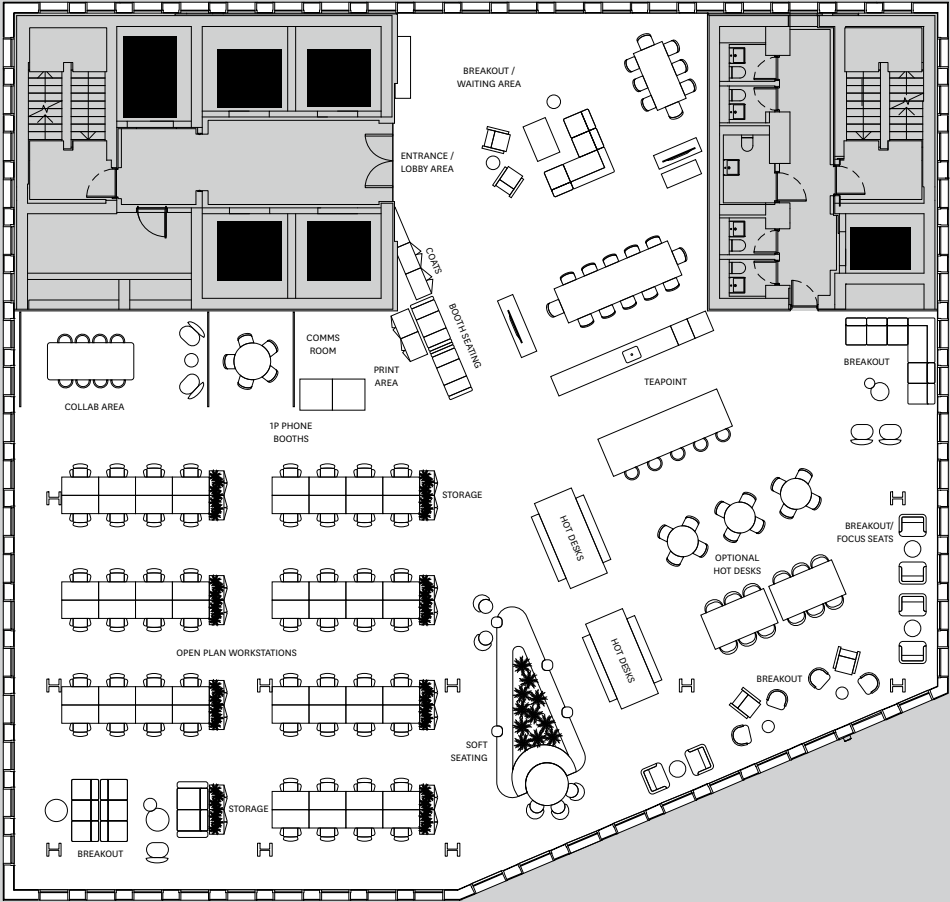 BREAKOUT /
WAITING AREA
ENTRANCE /
LOBBY AREA
COATS
BOOTH SEATING
COMMS
ROOM
PRINT
AREA
COLLAB AREA
1P PHONE
BOOTHS
TEAPOINT
BREAKOUT
STORAGE
HOT DESKS
BREAKOUT/
FOCUS SEATS
OPTIONAL
HOT DESKS
OPEN PLAN WORKSTATIONS
HOT DESKS
BREAKOUT
SOFT
SEATING
STORAGE
BREAKOUT